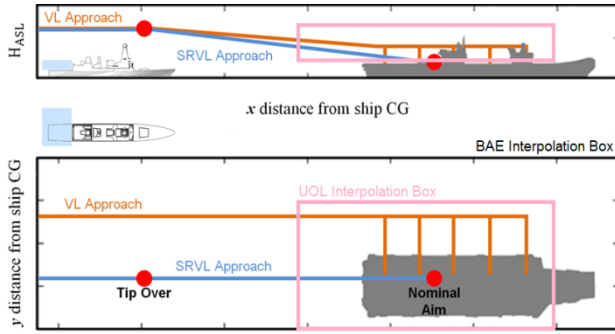 VL Approach
H_ASL
SRVL Approach
x distance from ship CG
BAE Interpolation Box
y distance from ship CG
UOL Interpolation Box
VL Approach
SRVL Approach
Tip Over
Nominal
Aim